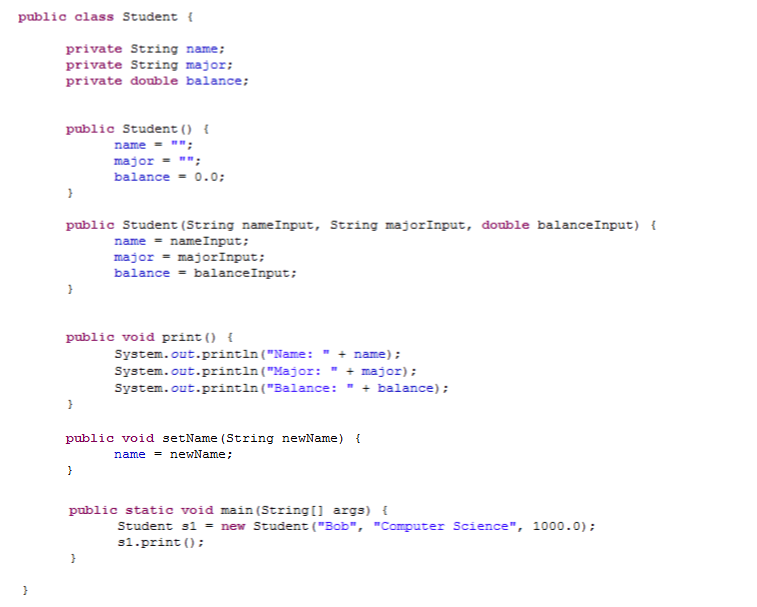 public class Student {
private String name;
private String major;
private double balance;
public Student() {
name = "";
major = "";
balance = 0.0;
}
public Student(String nameInput, String majorInput, double balanceInput) {
name = nameInput;
major = majorInput;
balance = balanceInput;
}
public void print() {
System.out.println("Name: " + name);
System.out.println("Major: " + major);
System.out.println("Balance: " + balance);
}
public void setName(String newName) {
name = newName;
}
public static void main(String[] args) {
Student s1 = new Student("Bob", "Computer Science", 1000.0);
s1.print();
}
}